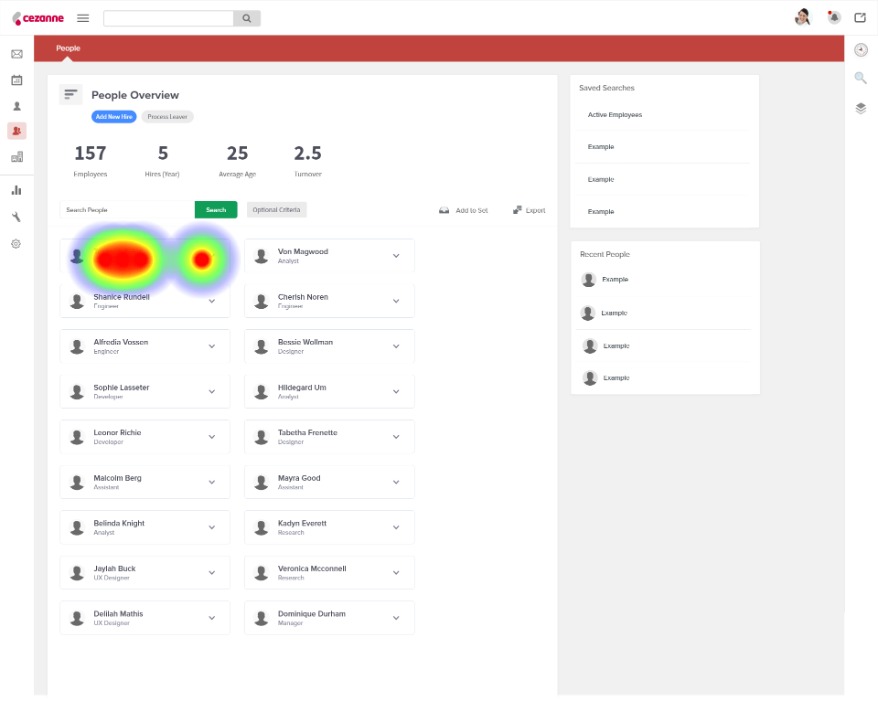 cezanne
People
People Overview
Add New Hire
Process Leaver
157
5
25
2.5
Employees
Hires (Year)
Average Age
Turnover
Search People
Search
Optional Criteria
Add to Set
Export
Von Magwood
Analyst
Shanice Rundell
Engineer
Cherish Noren
Engineer
Alfredia Vossen
Engineer
Bessie Wollman
Designer
Sophie Lasseter
Developer
Hildegard Um
Analyst
Leonor Richie
Developer
Tabetha Frenette
Designer
Malcolm Berg
Assistant
Mayra Good
Assistant
Belinda Knight
Analyst
Kadyn Everett
Research
Jaylah Buck
UX Designer
Veronica Mcconnell
Research
Delilah Mathis
UX Designer
Dominique Durham
Manager
Saved Searches
Active Employees
Example
Example
Example
Recent People
Example
Example
Example
Example